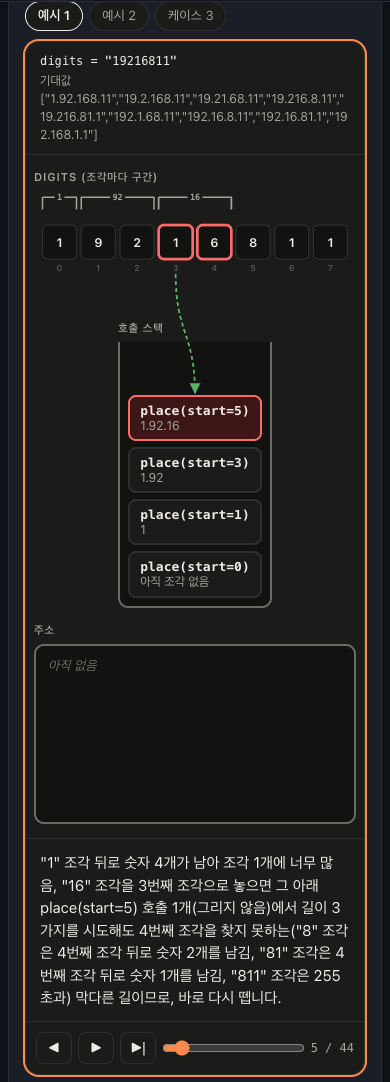 예시 1 예시 2 케이스 3
digits = "19216811"
기대값
["1.92.168.11","19.2.168.11","19.21.68.11","19.216.8.11","
19.216.81.1","192.1.68.11","192.16.8.11","192.16.81.1","19
2.168.1.1"]
DIGITS (조각마다 구간)
1 92 16
1 9 2 1 6 8 1 1
0 1 2 3 4 5 6 7
호출 스택
place(start=5)
1.92.16
place(start=3)
1.92
place(start=1)
1
place(start=0)
아직 조각 없음
주소
아직 없음
"1" 조각 뒤로 숫자 4개가 남아 조각 1개에 너무 많
음, "16" 조각을 3번째 조각으로 놓으면 그 아래
place(start=5) 호출 1개(그리지 않음)에서 길이 3
가지를 시도해도 4번째 조각을 찾지 못하는("8" 조각
은 4번째 조각 뒤로 숫자 2개를 남김, "81" 조각은 4
번째 조각 뒤로 숫자 1개를 남김, "811" 조각은 255
초과) 막다른 길이므로, 바로 다시 뗍니다.
5 / 44